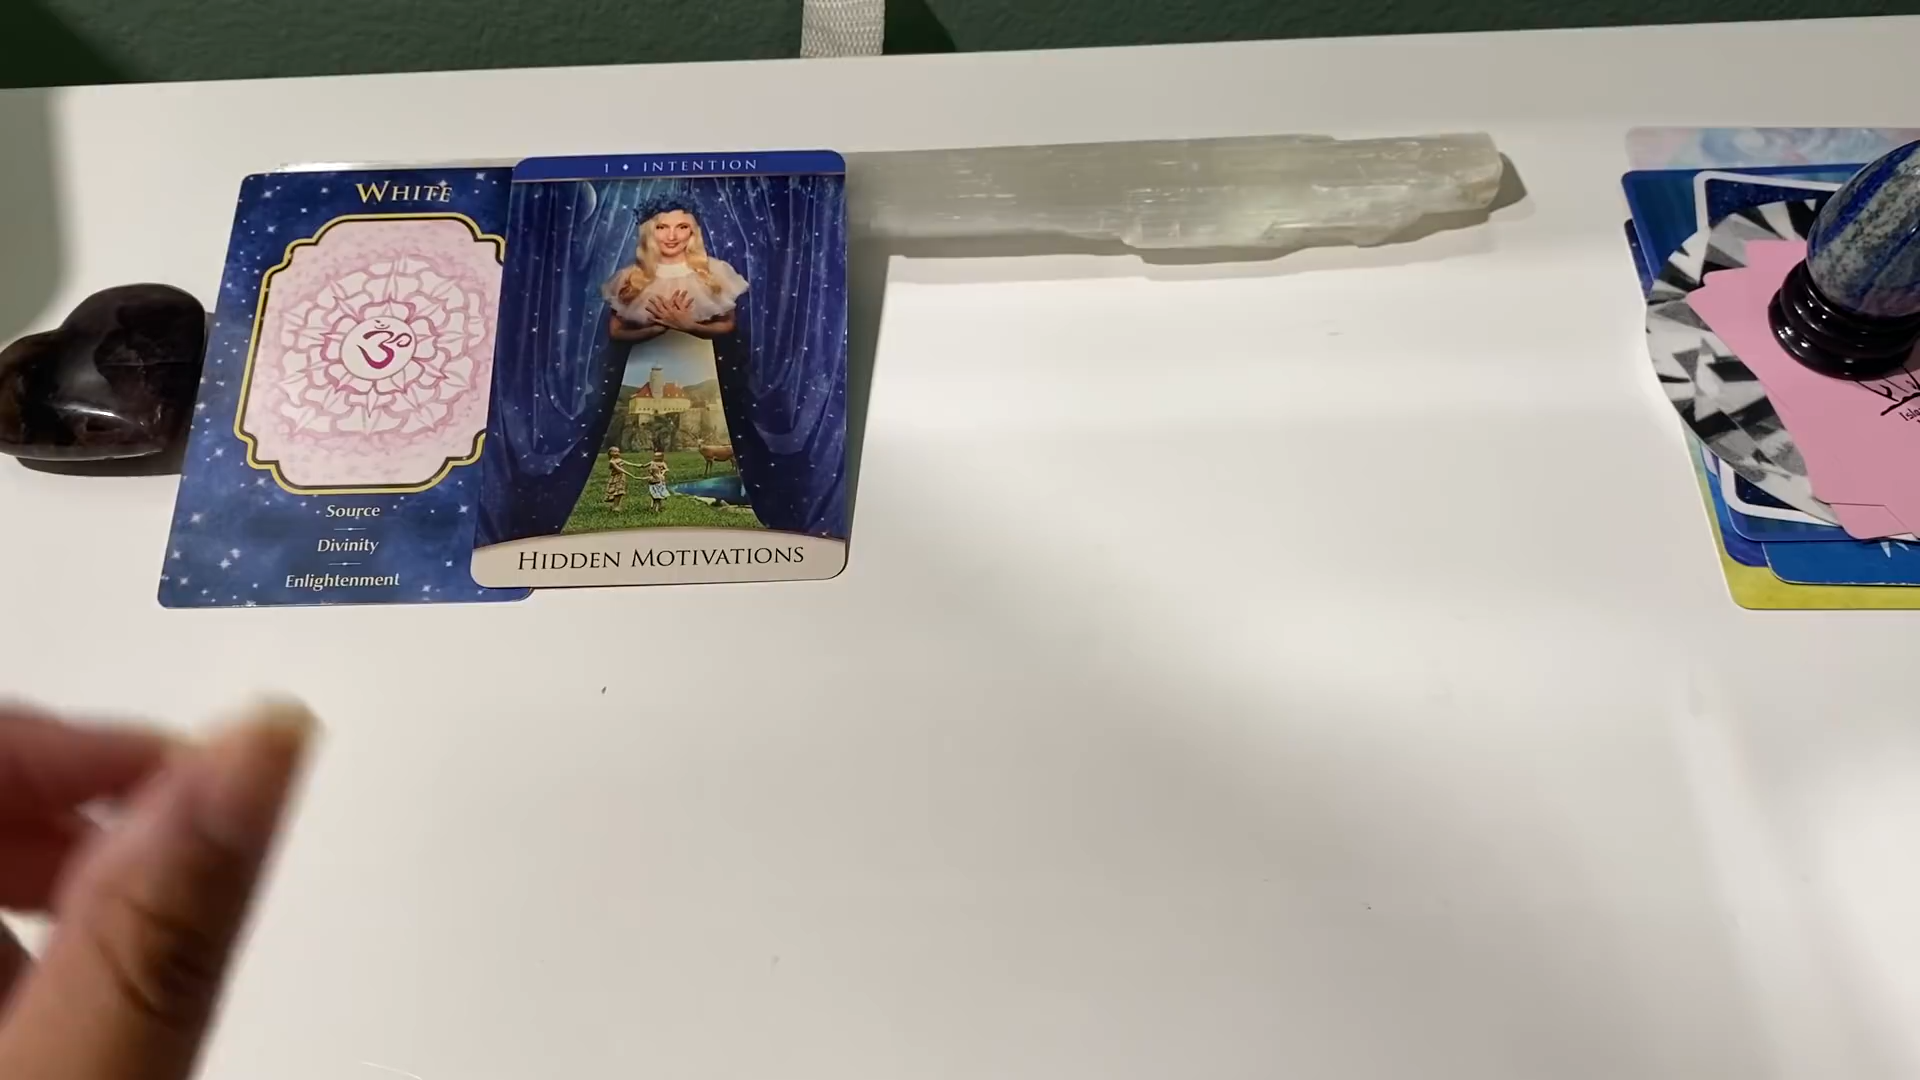 WHITE
ॐ
Source
Divinity
Enlightenment
1 • INTENTION
HIDDEN MOTIVATIONS